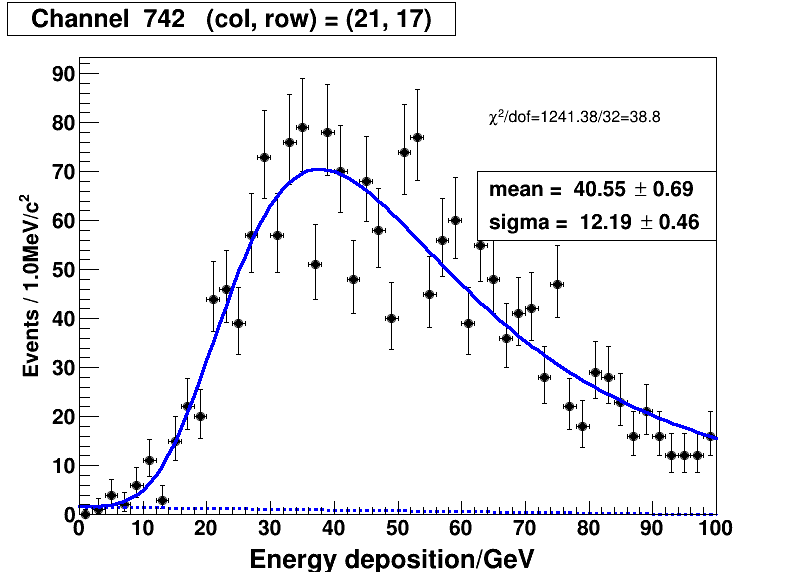 Channel 742 (col, row) = (21, 17)
χ²/dof=1241.38/32=38.8
mean = 40.55 ± 0.69
sigma = 12.19 ± 0.46
Events / 1.0MeV/c²
90
80
70
60
50
40
30
20
10
0
0 10 20 30 40 50 60 70 80 90 100
Energy deposition/GeV